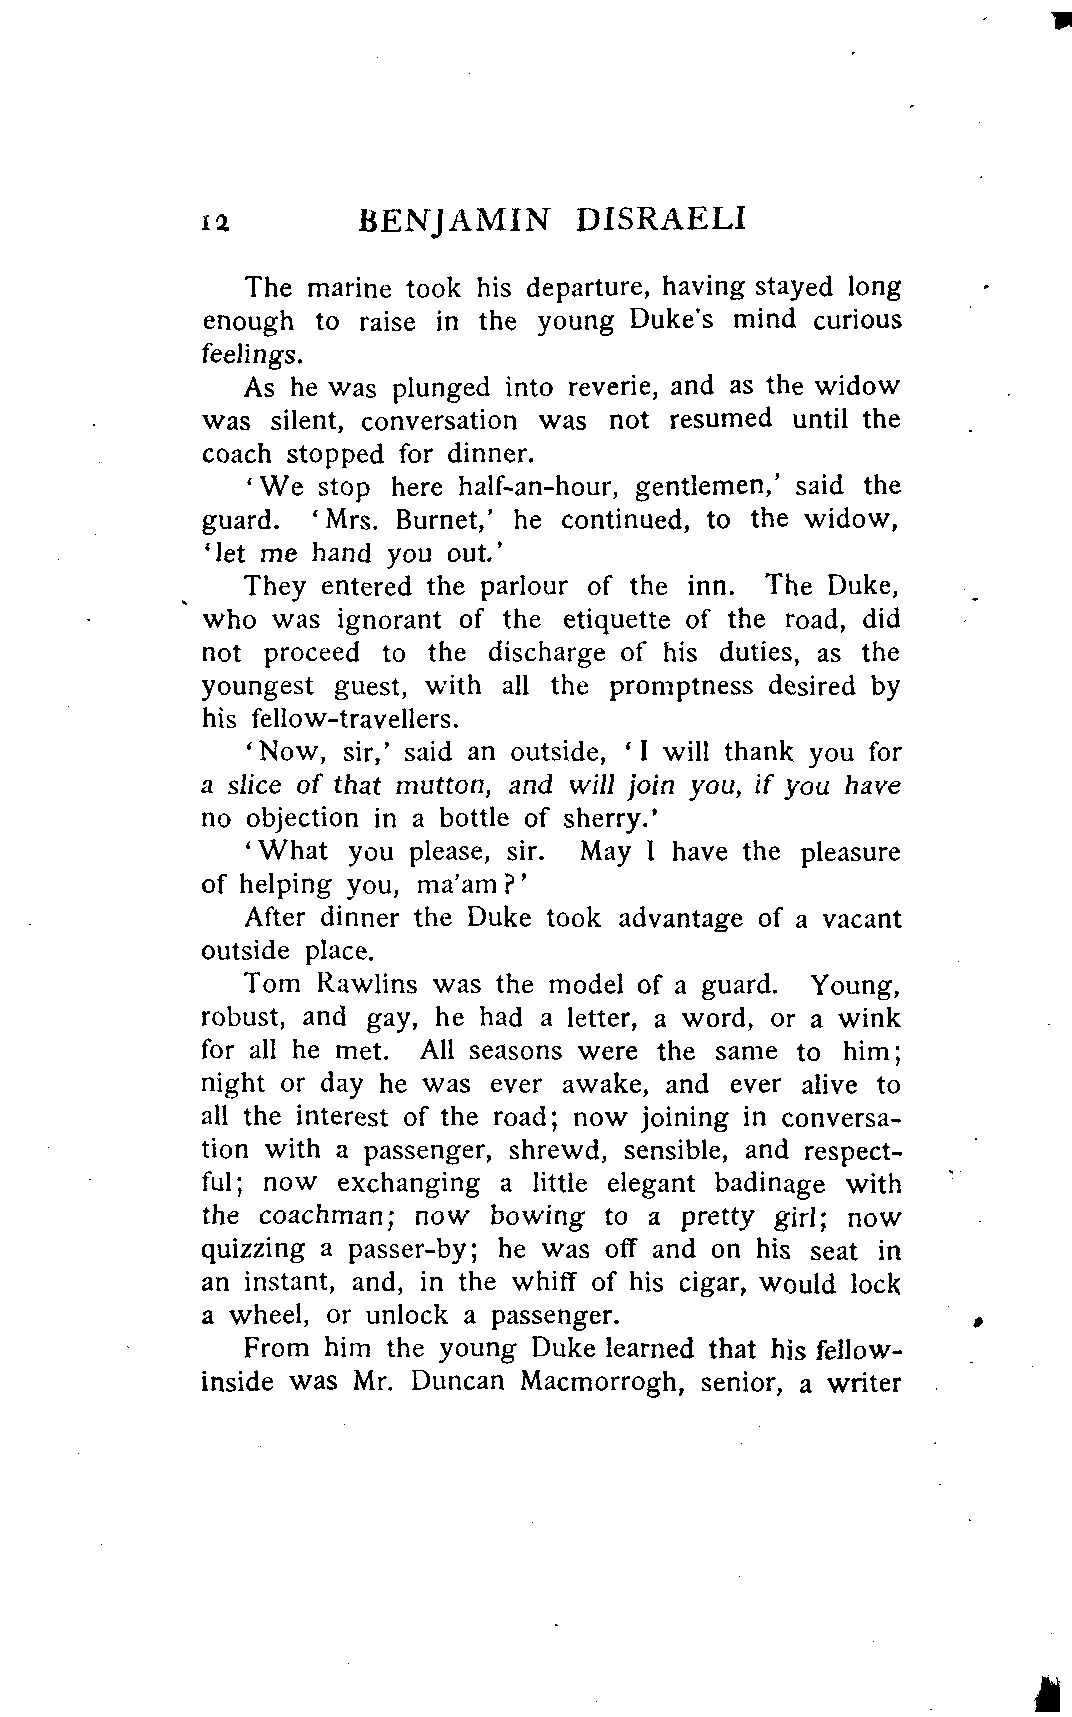 12 BENJAMIN DISRAELI
The marine took his departure, having stayed long
enough to raise in the young Duke's mind curious
feelings.
As he was plunged into reverie, and as the widow
was silent, conversation was not resumed until the
coach stopped for dinner.
‘We stop here half-an-hour, gentlemen,’ said the
guard. ‘Mrs. Burnet,’ he continued, to the widow,
‘let me hand you out.’
They entered the parlour of the inn. The Duke,
who was ignorant of the etiquette of the road, did
not proceed to the discharge of his duties, as the
youngest guest, with all the promptness desired by
his fellow-travellers.
‘Now, sir,’ said an outside, ‘I will thank you for
a slice of that mutton, and will join you, if you have
no objection in a bottle of sherry.’
‘What you please, sir. May I have the pleasure
of helping you, ma'am?’
After dinner the Duke took advantage of a vacant
outside place.
Tom Rawlins was the model of a guard. Young,
robust, and gay, he had a letter, a word, or a wink
for all he met. All seasons were the same to him;
night or day he was ever awake, and ever alive to
all the interest of the road; now joining in conversa-
tion with a passenger, shrewd, sensible, and respect-
ful; now exchanging a little elegant badinage with
the coachman; now bowing to a pretty girl; now
quizzing a passer-by; he was off and on his seat in
an instant, and, in the whiff of his cigar, would lock
a wheel, or unlock a passenger.
From him the young Duke learned that his fellow-
inside was Mr. Duncan Macmorrogh, senior, a writer